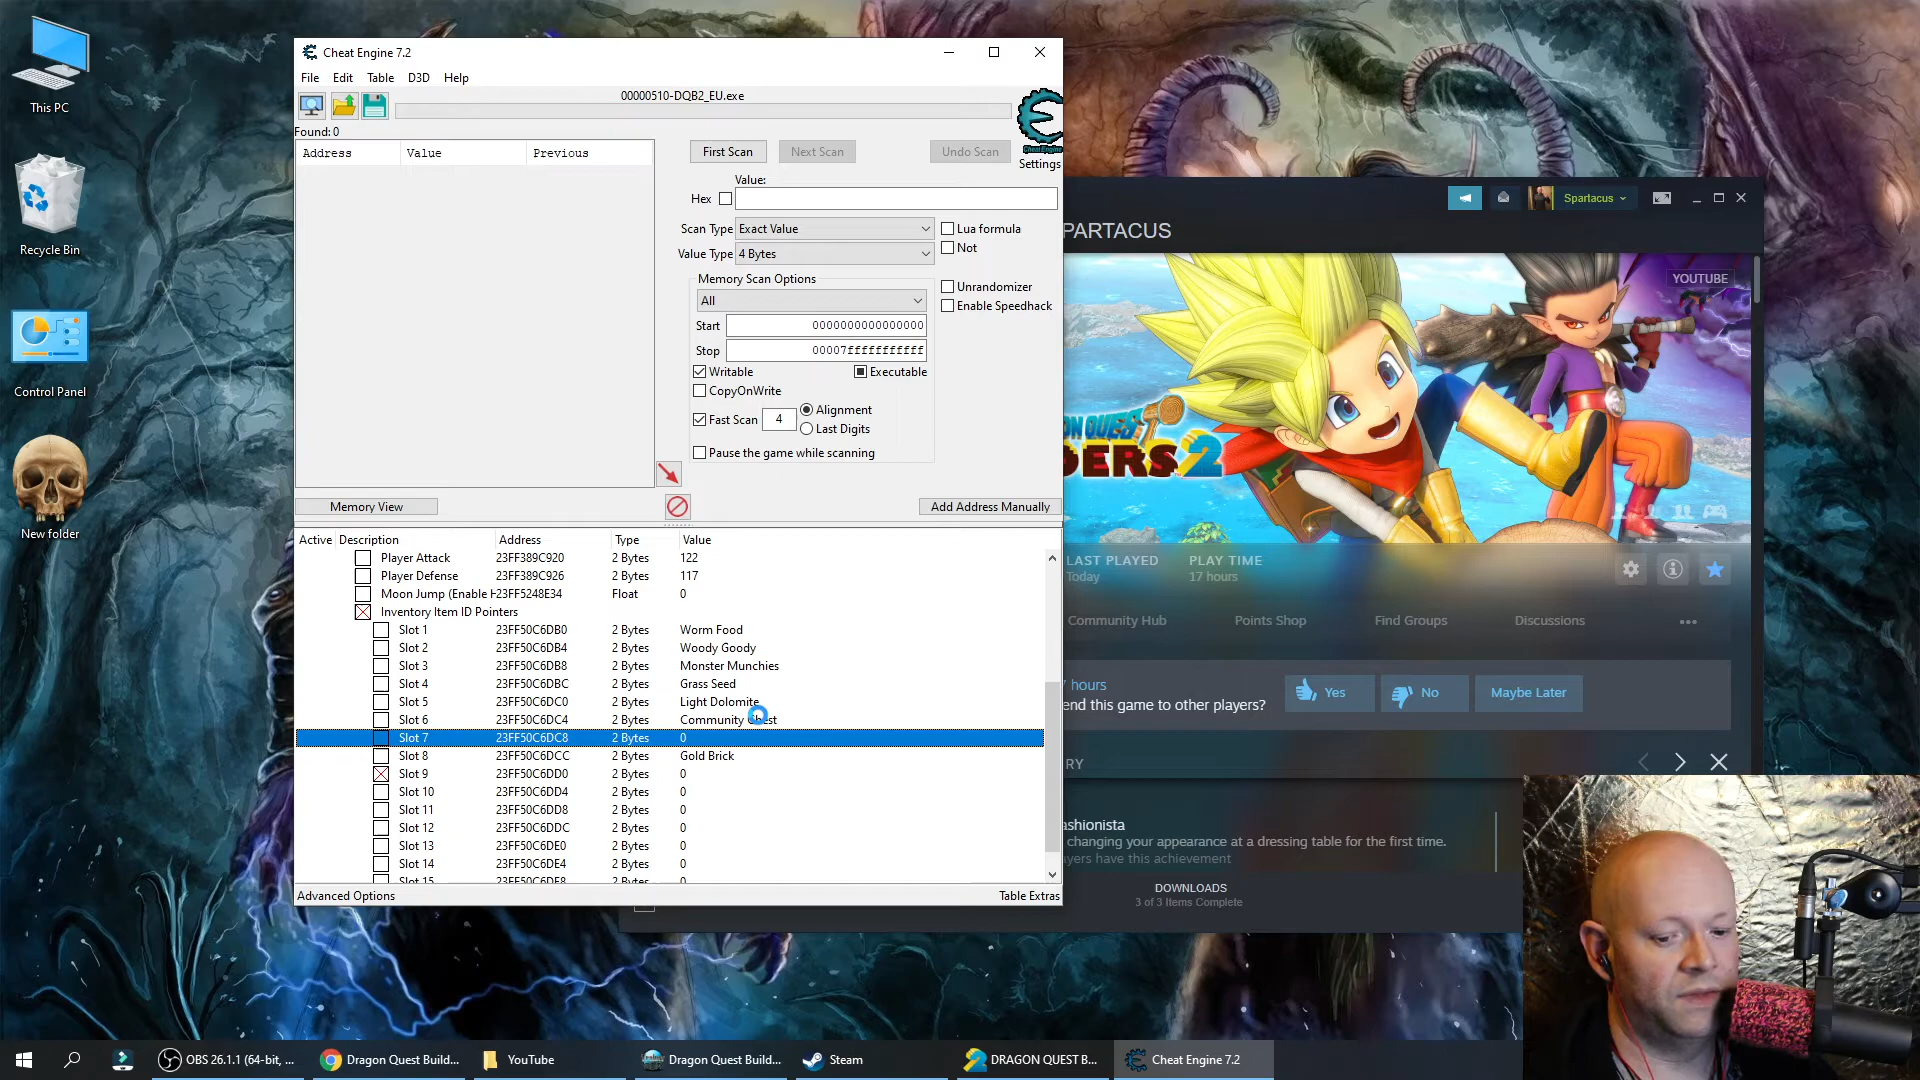 This PC
Recycle Bin
Control Panel
New folder
Cheat Engine 7.2
File Edit Table D3D Help
00000510-DQB2_EU.exe
Found: 0
Address Value Previous
First Scan Next Scan Undo Scan
Settings
Value:
Hex
Scan Type Exact Value Lua formula
Not
Value Type 4 Bytes
Memory Scan Options
All
Unrandomizer
Enable Speedhack
Start 0000000000000000
Stop 00007fffffffffff
Writable Executable
CopyOnWrite
Fast Scan 4 Alignment
Last Digits
Pause the game while scanning
Memory View Add Address Manually
Active Description Address Type Value
Player Attack 23FF389C920 2 Bytes 122
Player Defense 23FF389C926 2 Bytes 117
Moon Jump (Enable H 23FF5248E34 Float 0
Inventory Item ID Pointers
Slot 1 23FF50C6DB0 2 Bytes Worm Food
Slot 2 23FF50C6DB4 2 Bytes Woody Goody
Slot 3 23FF50C6DB8 2 Bytes Monster Munchies
Slot 4 23FF50C6DBC 2 Bytes Grass Seed
Slot 5 23FF50C6DC0 2 Bytes Light Dolomite
Slot 6 23FF50C6DC4 2 Bytes Community Chest
Slot 7 23FF50C6DC8 2 Bytes 0
Slot 8 23FF50C6DCC 2 Bytes Gold Brick
Slot 9 23FF50C6DD0 2 Bytes 0
Slot 10 23FF50C6DD4 2 Bytes 0
Slot 11 23FF50C6DD8 2 Bytes 0
Slot 12 23FF50C6DDC 2 Bytes 0
Slot 13 23FF50C6DE0 2 Bytes 0
Slot 14 23FF50C6DE4 2 Bytes 0
Slot 15 23FF50C6DE8 2 Bytes 0
Advanced Options Table Extras
Spartacus
PARTACUS
YOUTUBE
ON QUEST
DERS 2
LAST PLAYED PLAY TIME
Today 17 hours
Community Hub Points Shop Find Groups Discussions
7 hours
end this game to other players? Yes No Maybe Later
RY
ashionista
changing your appearance at a dressing table for the first time.
ayers have this achievement
DOWNLOADS
3 of 3 Items Complete
OBS 26.1.1 (64-bit, ... Dragon Quest Build... YouTube Dragon Quest Build... Steam DRAGON QUEST B... Cheat Engine 7.2